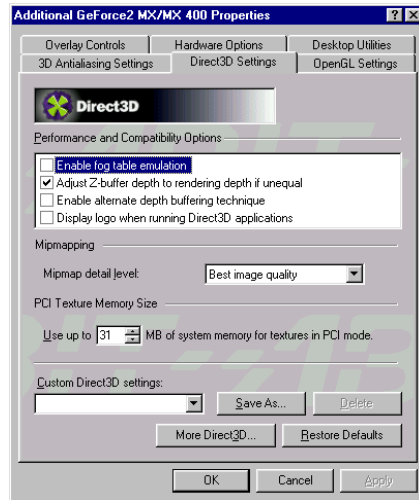 Additional GeForce2 MX/MX 400 Properties
Overlay Controls
Hardware Options
Desktop Utilities
3D Antialiasing Settings
Direct3D Settings
OpenGL Settings
Direct3D
Performance and Compatibility Options
Enable fog table emulation
Adjust Z-buffer depth to rendering depth if unequal
Enable alternate depth buffering technique
Display logo when running Direct3D applications
Mipmapping
Mipmap detail level: Best image quality
PCI Texture Memory Size
Use up to 31 MB of system memory for textures in PCI mode.
Custom Direct3D settings:
Save As... Delete
More Direct3D... Restore Defaults
OK Cancel Apply